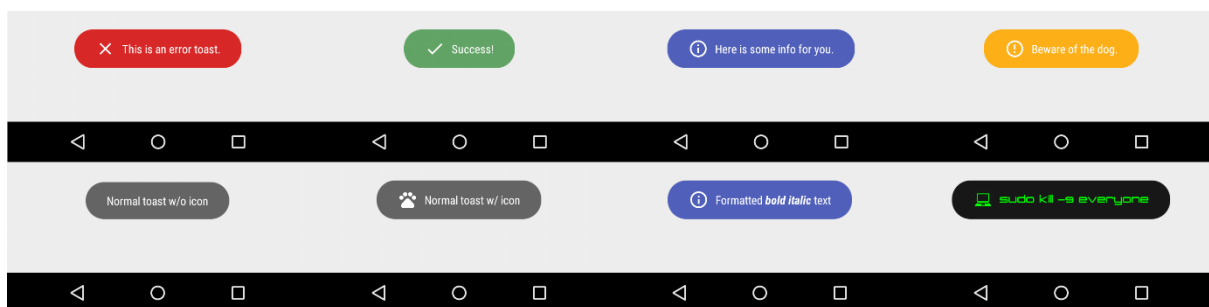 This is an error toast.
Success!
Here is some info for you.
Beware of the dog.
Normal toast w/o icon
Normal toast w/ icon
Formatted bold italic text
sudo kill -9 everyone